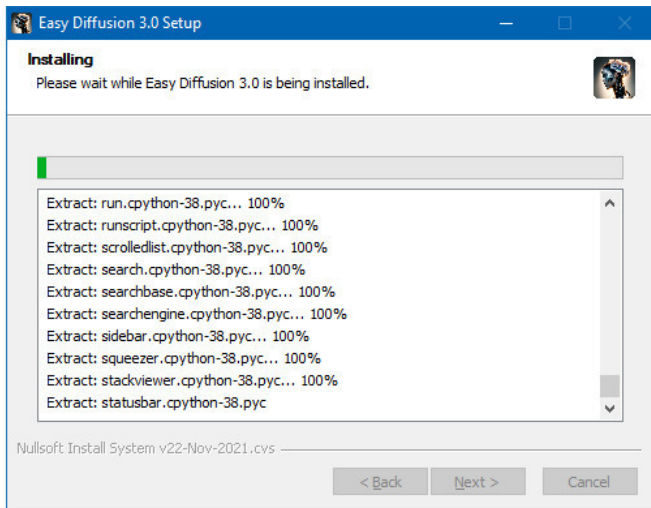 Easy Diffusion 3.0 Setup
Installing
Please wait while Easy Diffusion 3.0 is being installed.
Extract: run.cpython-38.pyc... 100%
Extract: runscript.cpython-38.pyc... 100%
Extract: scrolledlist.cpython-38.pyc... 100%
Extract: search.cpython-38.pyc... 100%
Extract: searchbase.cpython-38.pyc... 100%
Extract: searchengine.cpython-38.pyc... 100%
Extract: sidebar.cpython-38.pyc... 100%
Extract: squeezer.cpython-38.pyc... 100%
Extract: stackviewer.cpython-38.pyc... 100%
Extract: statusbar.cpython-38.pyc
Nullsoft Install System v22-Nov-2021.cvs
< Back Next > Cancel